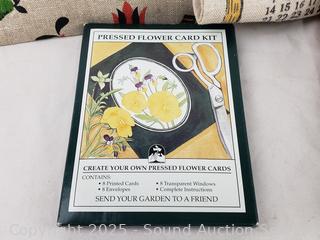 PRESSED FLOWER CARD KIT
CREATE YOUR OWN PRESSED FLOWER CARDS
CONTAINS:
• 8 Printed Cards
• 8 Envelopes
• 8 Transparent Windows
• Complete Instructions
SEND YOUR GARDEN TO A FRIEND
14 15 16
Copyright 2025 - Sound Auction